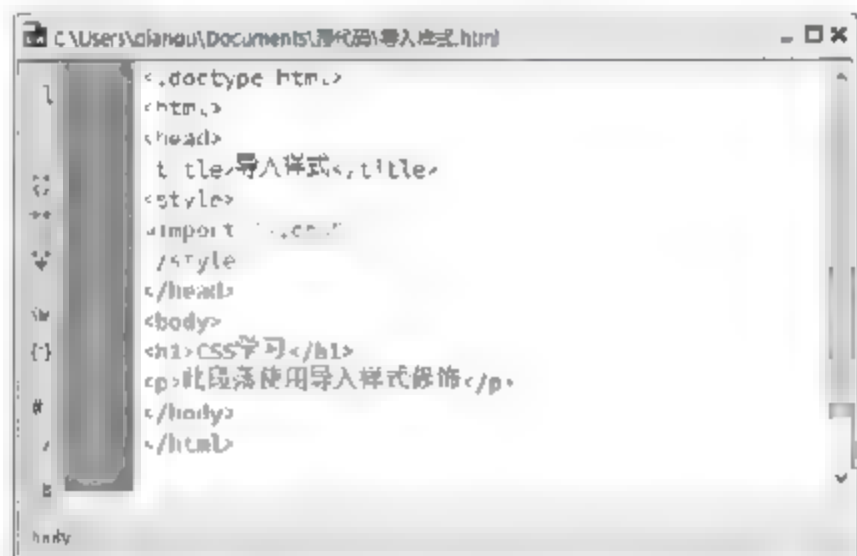 C:\Users\qianqu\Documents\源代码\导入样式.html
<!doctype html>
<html>
<head>
<title>导入样式</title>
<style>
@import
</style>
</head>
<body>
<h1>CSS学习</h1>
<p>此段落使用导入样式修饰</p>
</body>
</html>
body